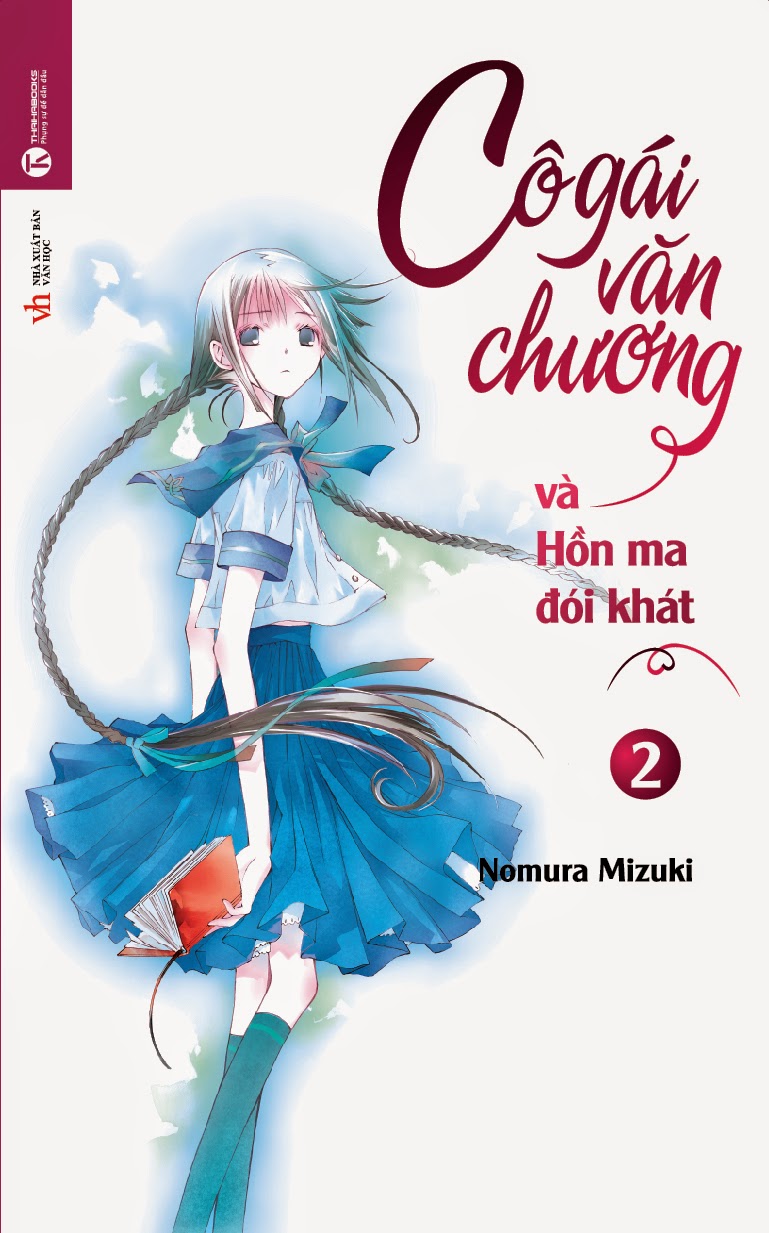 THAIHABOOKS
Phụng sự để dẫn đầu
vh
NHÀ XUẤT BẢN
VĂN HỌC
Cô gái
văn
chương
và
Hồn ma
đói khát
2
Nomura Mizuki